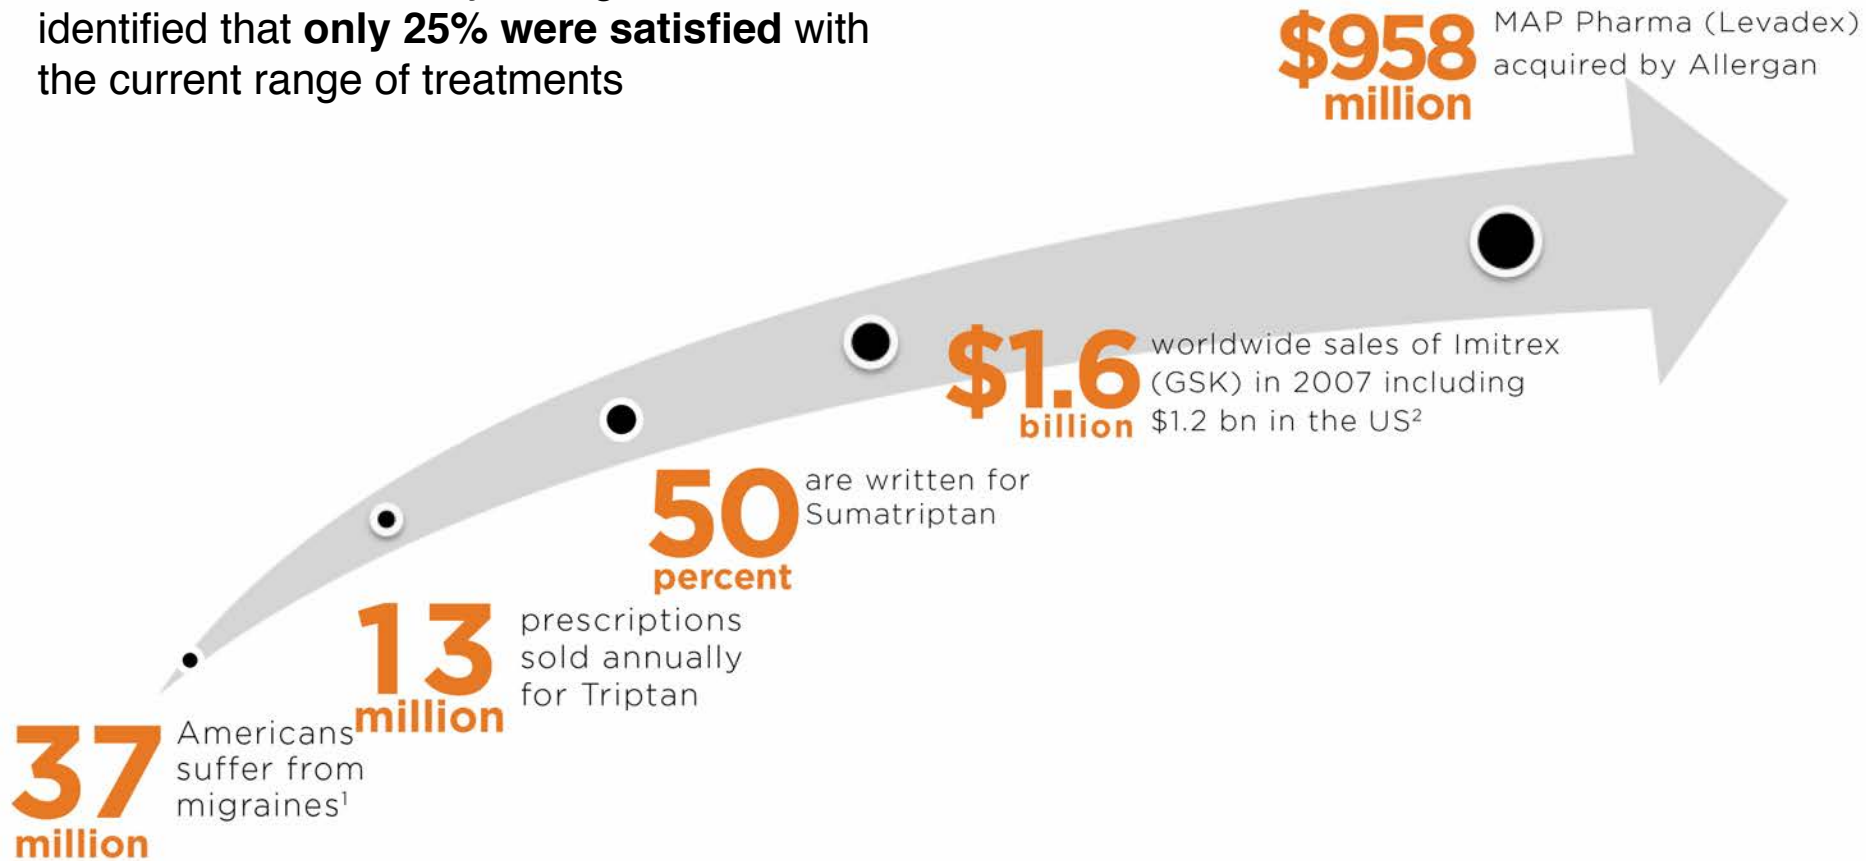 identified that only 25% were satisfied with
the current range of treatments
$958
million
MAP Pharma (Levadex)
acquired by Allergan
$1.6
billion
worldwide sales of Imitrex
(GSK) in 2007 including
$1.2 bn in the US²
50
percent
are written for
Sumatriptan
13
million
prescriptions
sold annually
for Triptan
37
million
Americans
suffer from
migraines¹